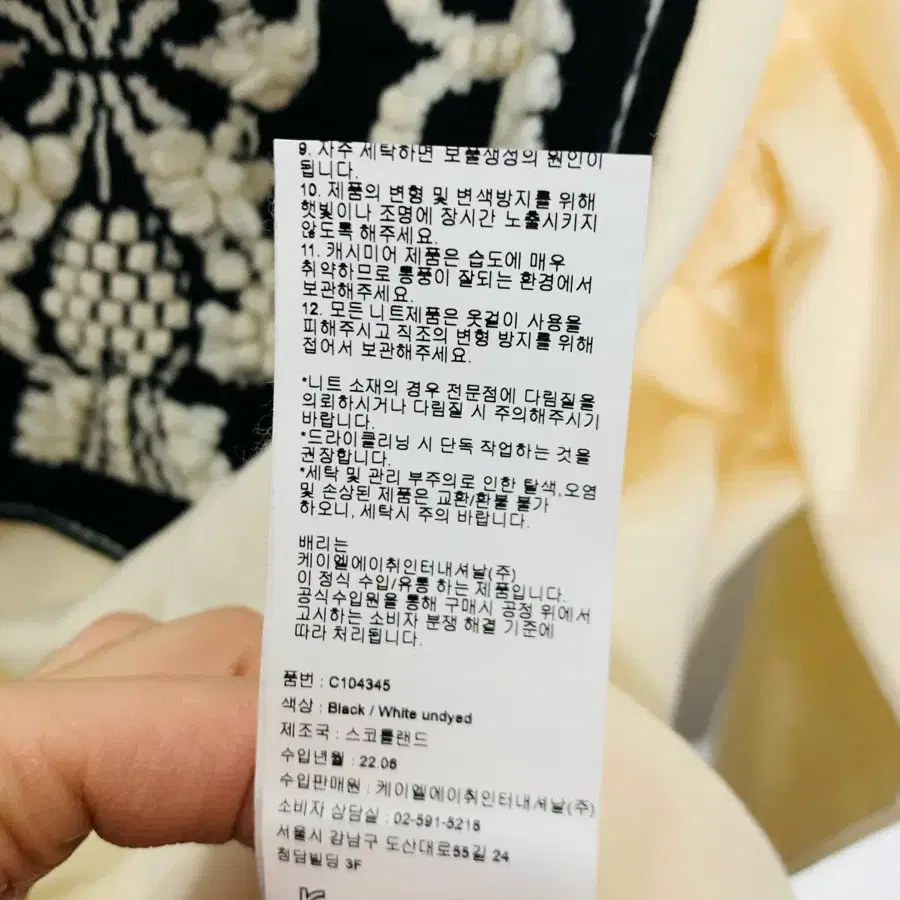 9. 자주 세탁하면 보풀생성의 원인이
됩니다.
10. 제품의 변형 및 변색방지를 위해
햇빛이나 조명에 장시간 노출시키지
않도록 해주세요.
11. 캐시미어 제품은 습도에 매우
취약하므로 통풍이 잘되는 환경에서
보관해주세요.
12. 모든 니트제품은 옷걸이 사용을
피해주시고 직조의 변형 방지를 위해
접어서 보관해주세요.
*니트 소재의 경우 전문점에 다림질을
의뢰하시거나 다림질 시 주의해주시기
바랍니다.
*드라이클리닝 시 단독 작업하는 것을
권장합니다.
*세탁 및 관리 부주의로 인한 탈색,오염
및 손상된 제품은 교환/환불 불가
하오니, 세탁시 주의 바랍니다.
배리는
케이엘에이취인터내셔날(주)
이 정식 수입/유통 하는 제품입니다.
공식수입원을 통해 구매시 공정 위에서
고시하는 소비자 분쟁 해결 기준에
따라 처리됩니다.
품번 : C104345
색상 : Black / White undyed
제조국 : 스코틀랜드
수입년월 : 22.08
수입판매원 : 케이엘에이취인터내셔날(주)
소비자 상담실 : 02-591-5218
서울시 강남구 도산대로55길 24
청담빌딩 3F